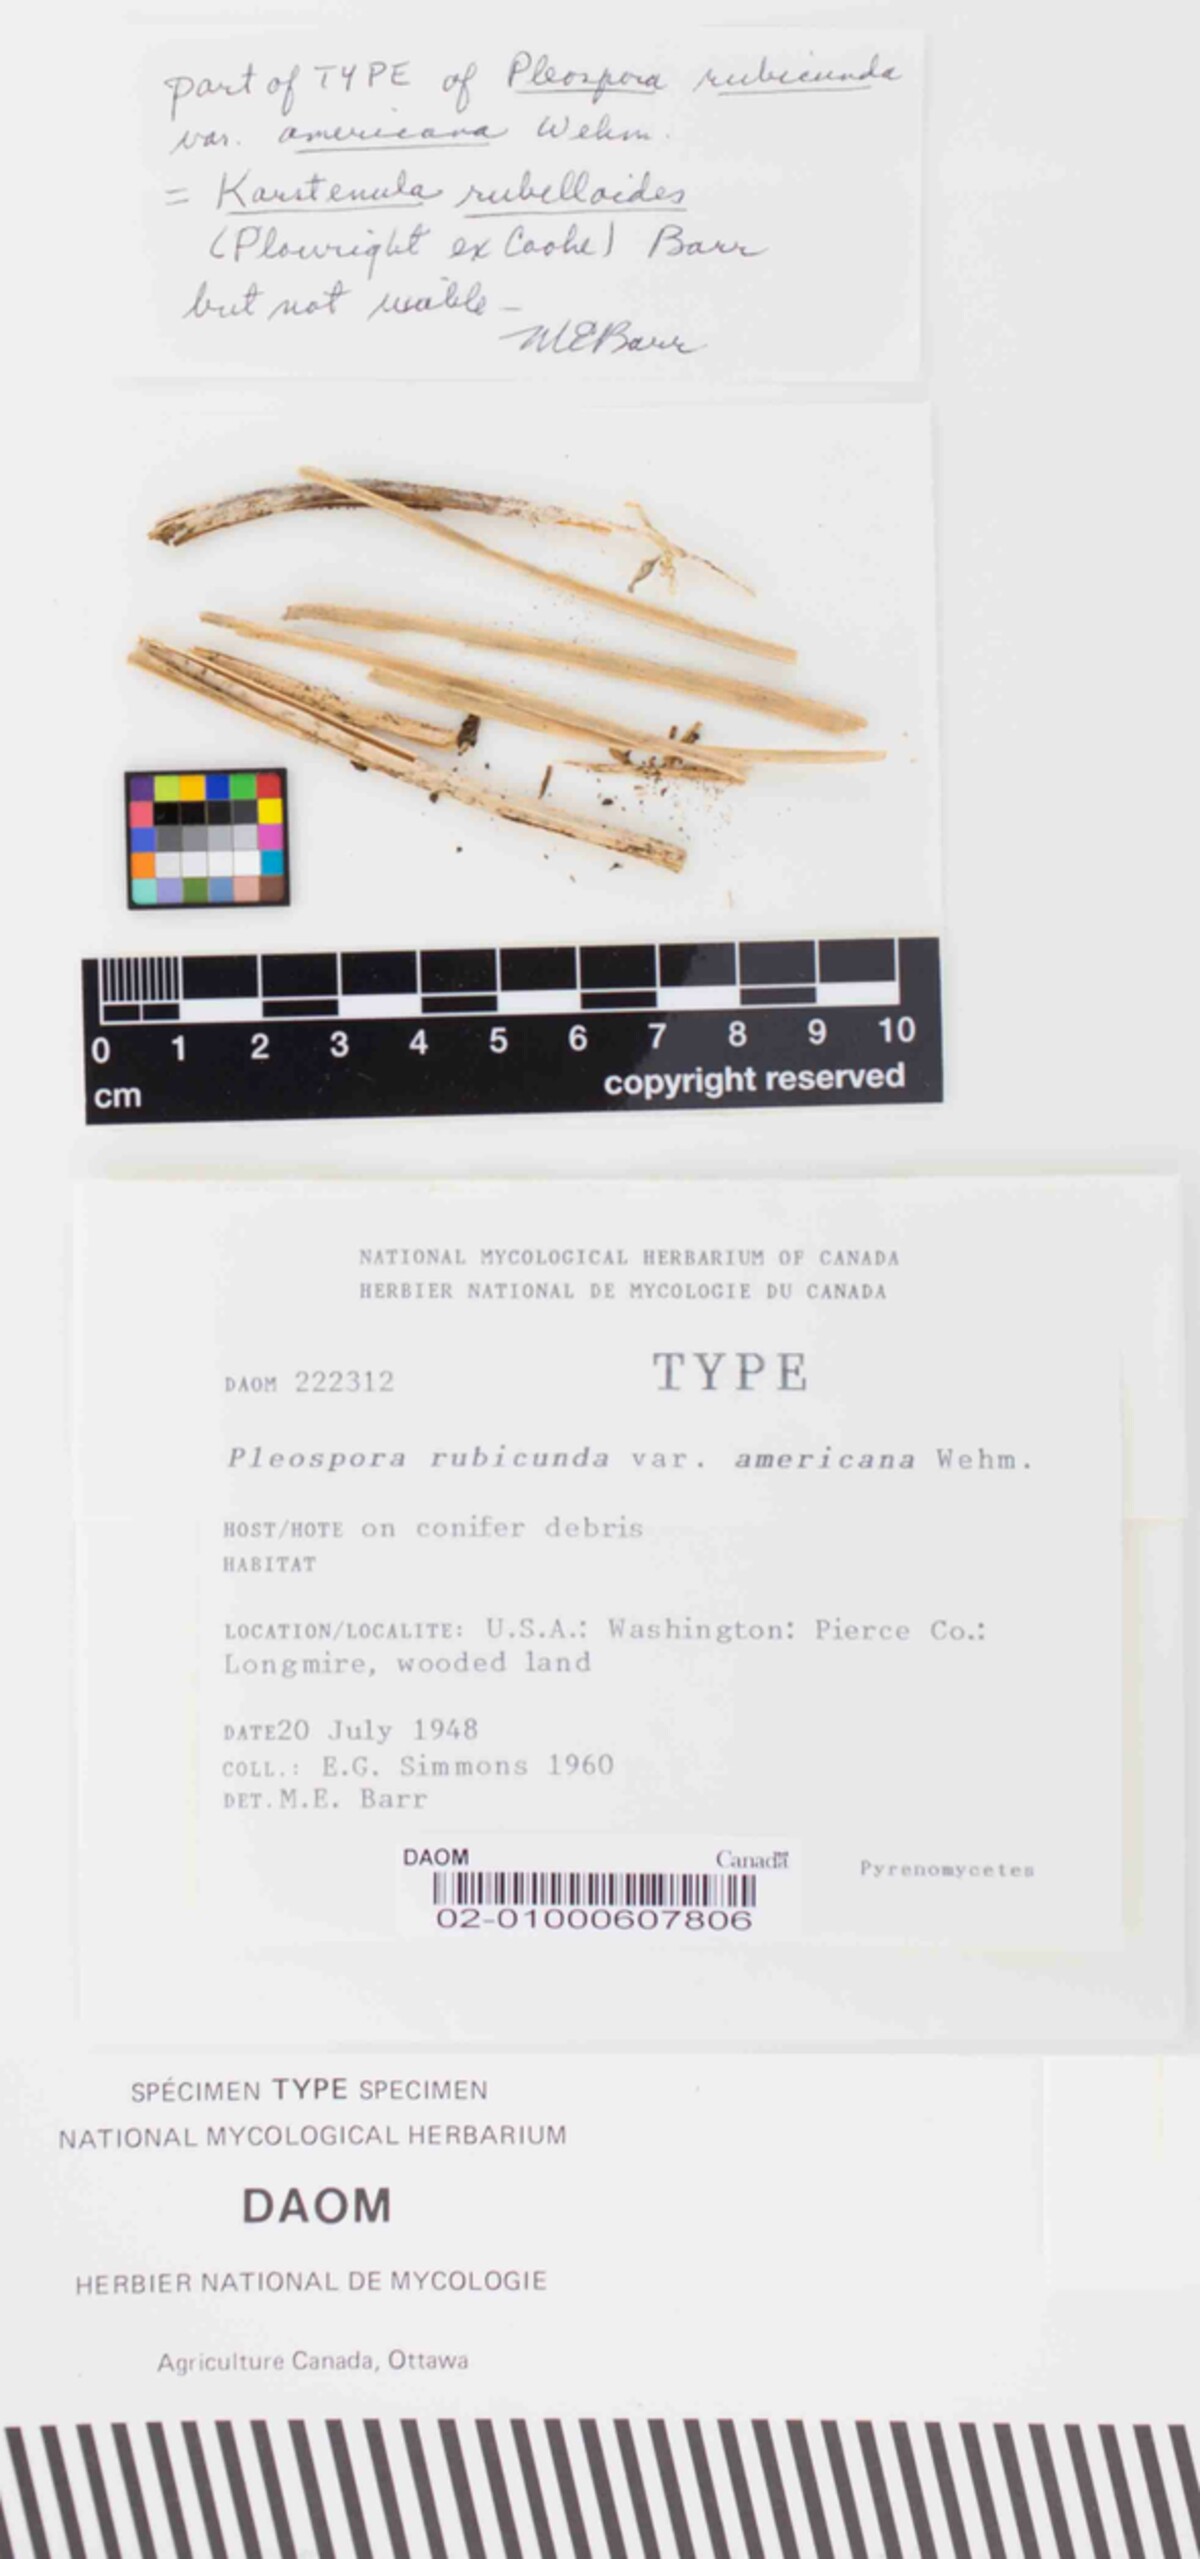 part of TYPE of Pleospora rubicunda
var. americana Wehm.
= Karstenula rubelloides
(Plowright ex Cooke) Barr
but not usable –
MEBarr
0 1 2 3 4 5 6 7 8 9 10
cm copyright reserved
NATIONAL MYCOLOGICAL HERBARIUM OF CANADA
HERBIER NATIONAL DE MYCOLOGIE DU CANADA
DAOM 222312 TYPE
Pleospora rubicunda var. americana Wehm.
HOST/HOTE on conifer debris
HABITAT
LOCATION/LOCALITE: U.S.A.: Washington: Pierce Co.:
Longmire, wooded land
DATE20 July 1948
COLL.: E.G. Simmons 1960
DET.M.E. Barr
DAOM Canada
Pyrenomycetes
02-01000607806
SPÉCIMEN TYPE SPECIMEN
NATIONAL MYCOLOGICAL HERBARIUM
DAOM
HERBIER NATIONAL DE MYCOLOGIE
Agriculture Canada, Ottawa